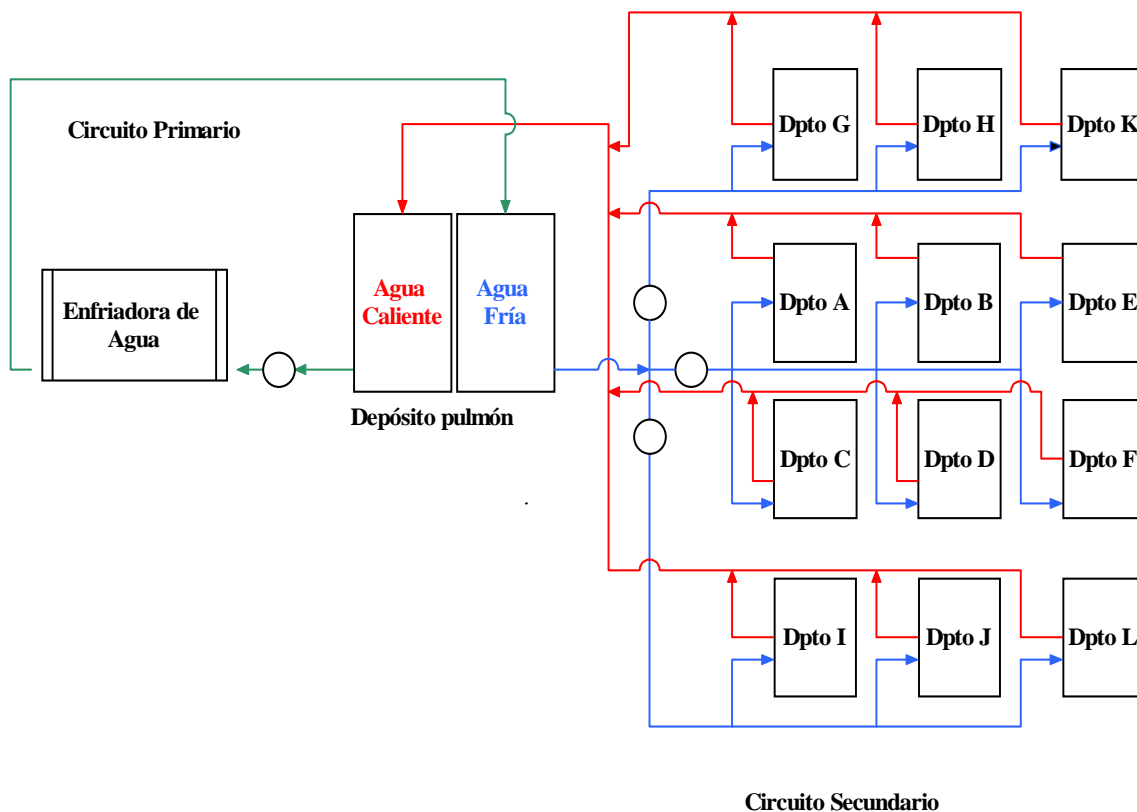 Circuito Primario
Dpto G
Dpto H
Dpto K
Enfriadora de
Agua
Agua
Caliente
Agua
Fría
Dpto A
Dpto B
Dpto E
Depósito pulmón
Dpto C
Dpto D
Dpto F
Dpto I
Dpto J
Dpto L
Circuito Secundario